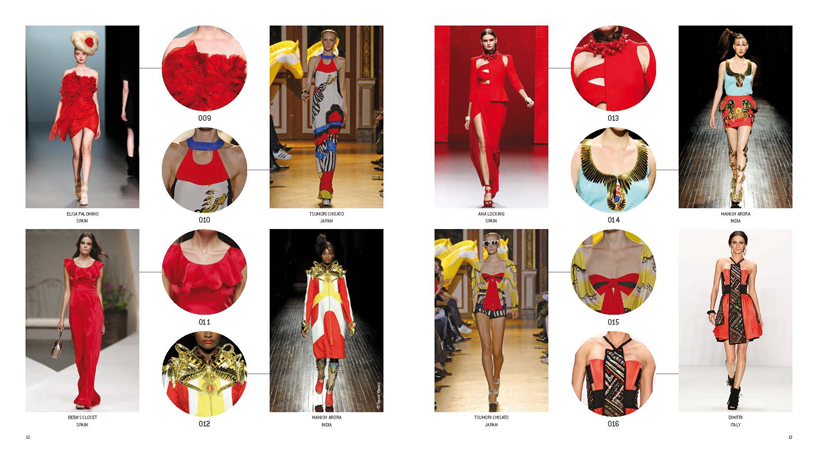 009
010
ELISA PALOMINO
SPAIN
TSUMORI CHISATO
JAPAN
011
012
BEBA'S CLOSET
SPAIN
MANISH ARORA
INDIA
12
013
014
ANA LOCKING
SPAIN
MANISH ARORA
INDIA
015
016
TSUMORI CHISATO
JAPAN
DIMITRI
ITALY
13